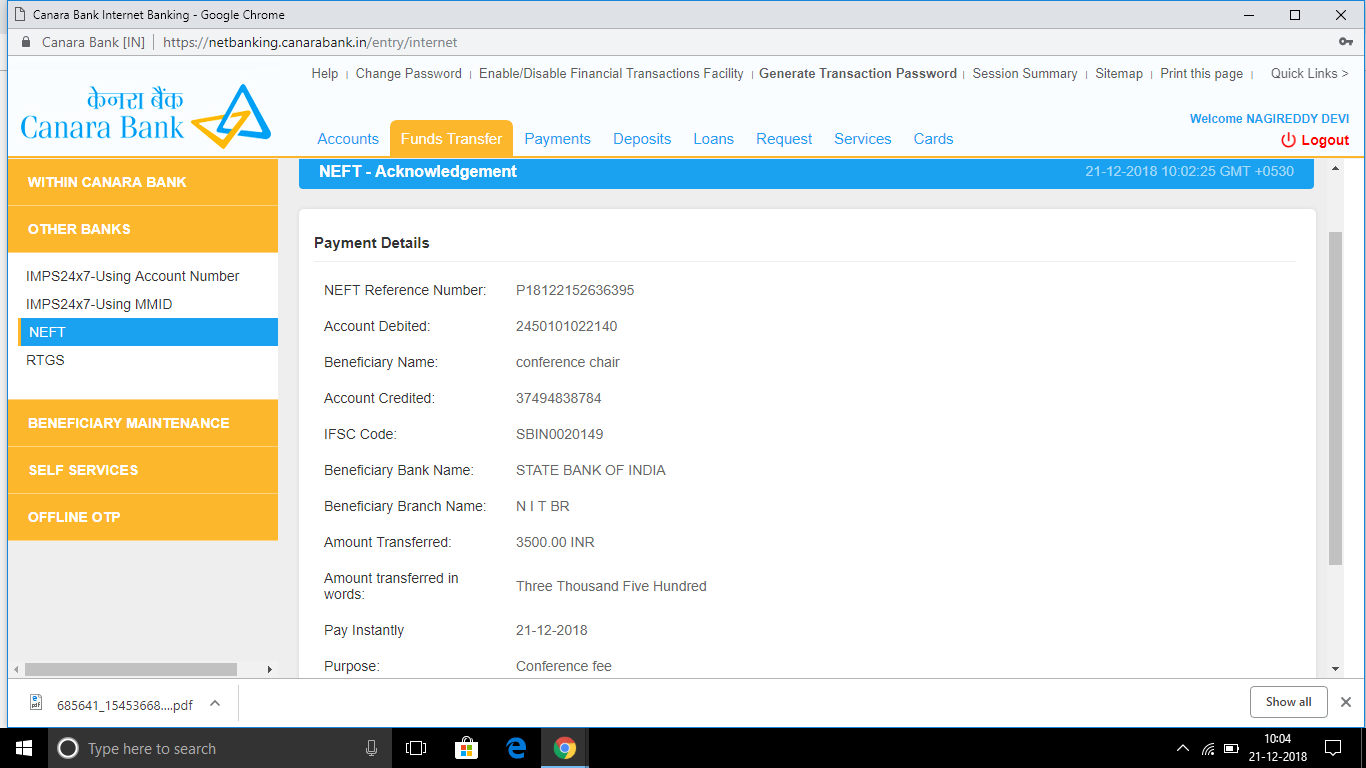 Canara Bank Internet Banking - Google Chrome
Canara Bank [IN] https://netbanking.canarabank.in/entry/internet
Help | Change Password | Enable/Disable Financial Transactions Facility | Generate Transaction Password | Session Summary | Sitemap | Print this page | Quick Links >
केनरा बैंक
Canara Bank
Welcome NAGIREDDY DEVI
Logout
Accounts Funds Transfer Payments Deposits Loans Request Services Cards
WITHIN CANARA BANK
OTHER BANKS
IMPS24x7-Using Account Number
IMPS24x7-Using MMID
NEFT
RTGS
BENEFICIARY MAINTENANCE
SELF SERVICES
OFFLINE OTP
NEFT - Acknowledgement 21-12-2018 10:02:25 GMT +0530
Payment Details
NEFT Reference Number: P18122152636395
Account Debited: 2450101022140
Beneficiary Name: conference chair
Account Credited: 37494838784
IFSC Code: SBIN0020149
Beneficiary Bank Name: STATE BANK OF INDIA
Beneficiary Branch Name: N I T BR
Amount Transferred: 3500.00 INR
Amount transferred in
words: Three Thousand Five Hundred
Pay Instantly 21-12-2018
Purpose: Conference fee
685641_15453668....pdf Show all
Type here to search
10:04
21-12-2018